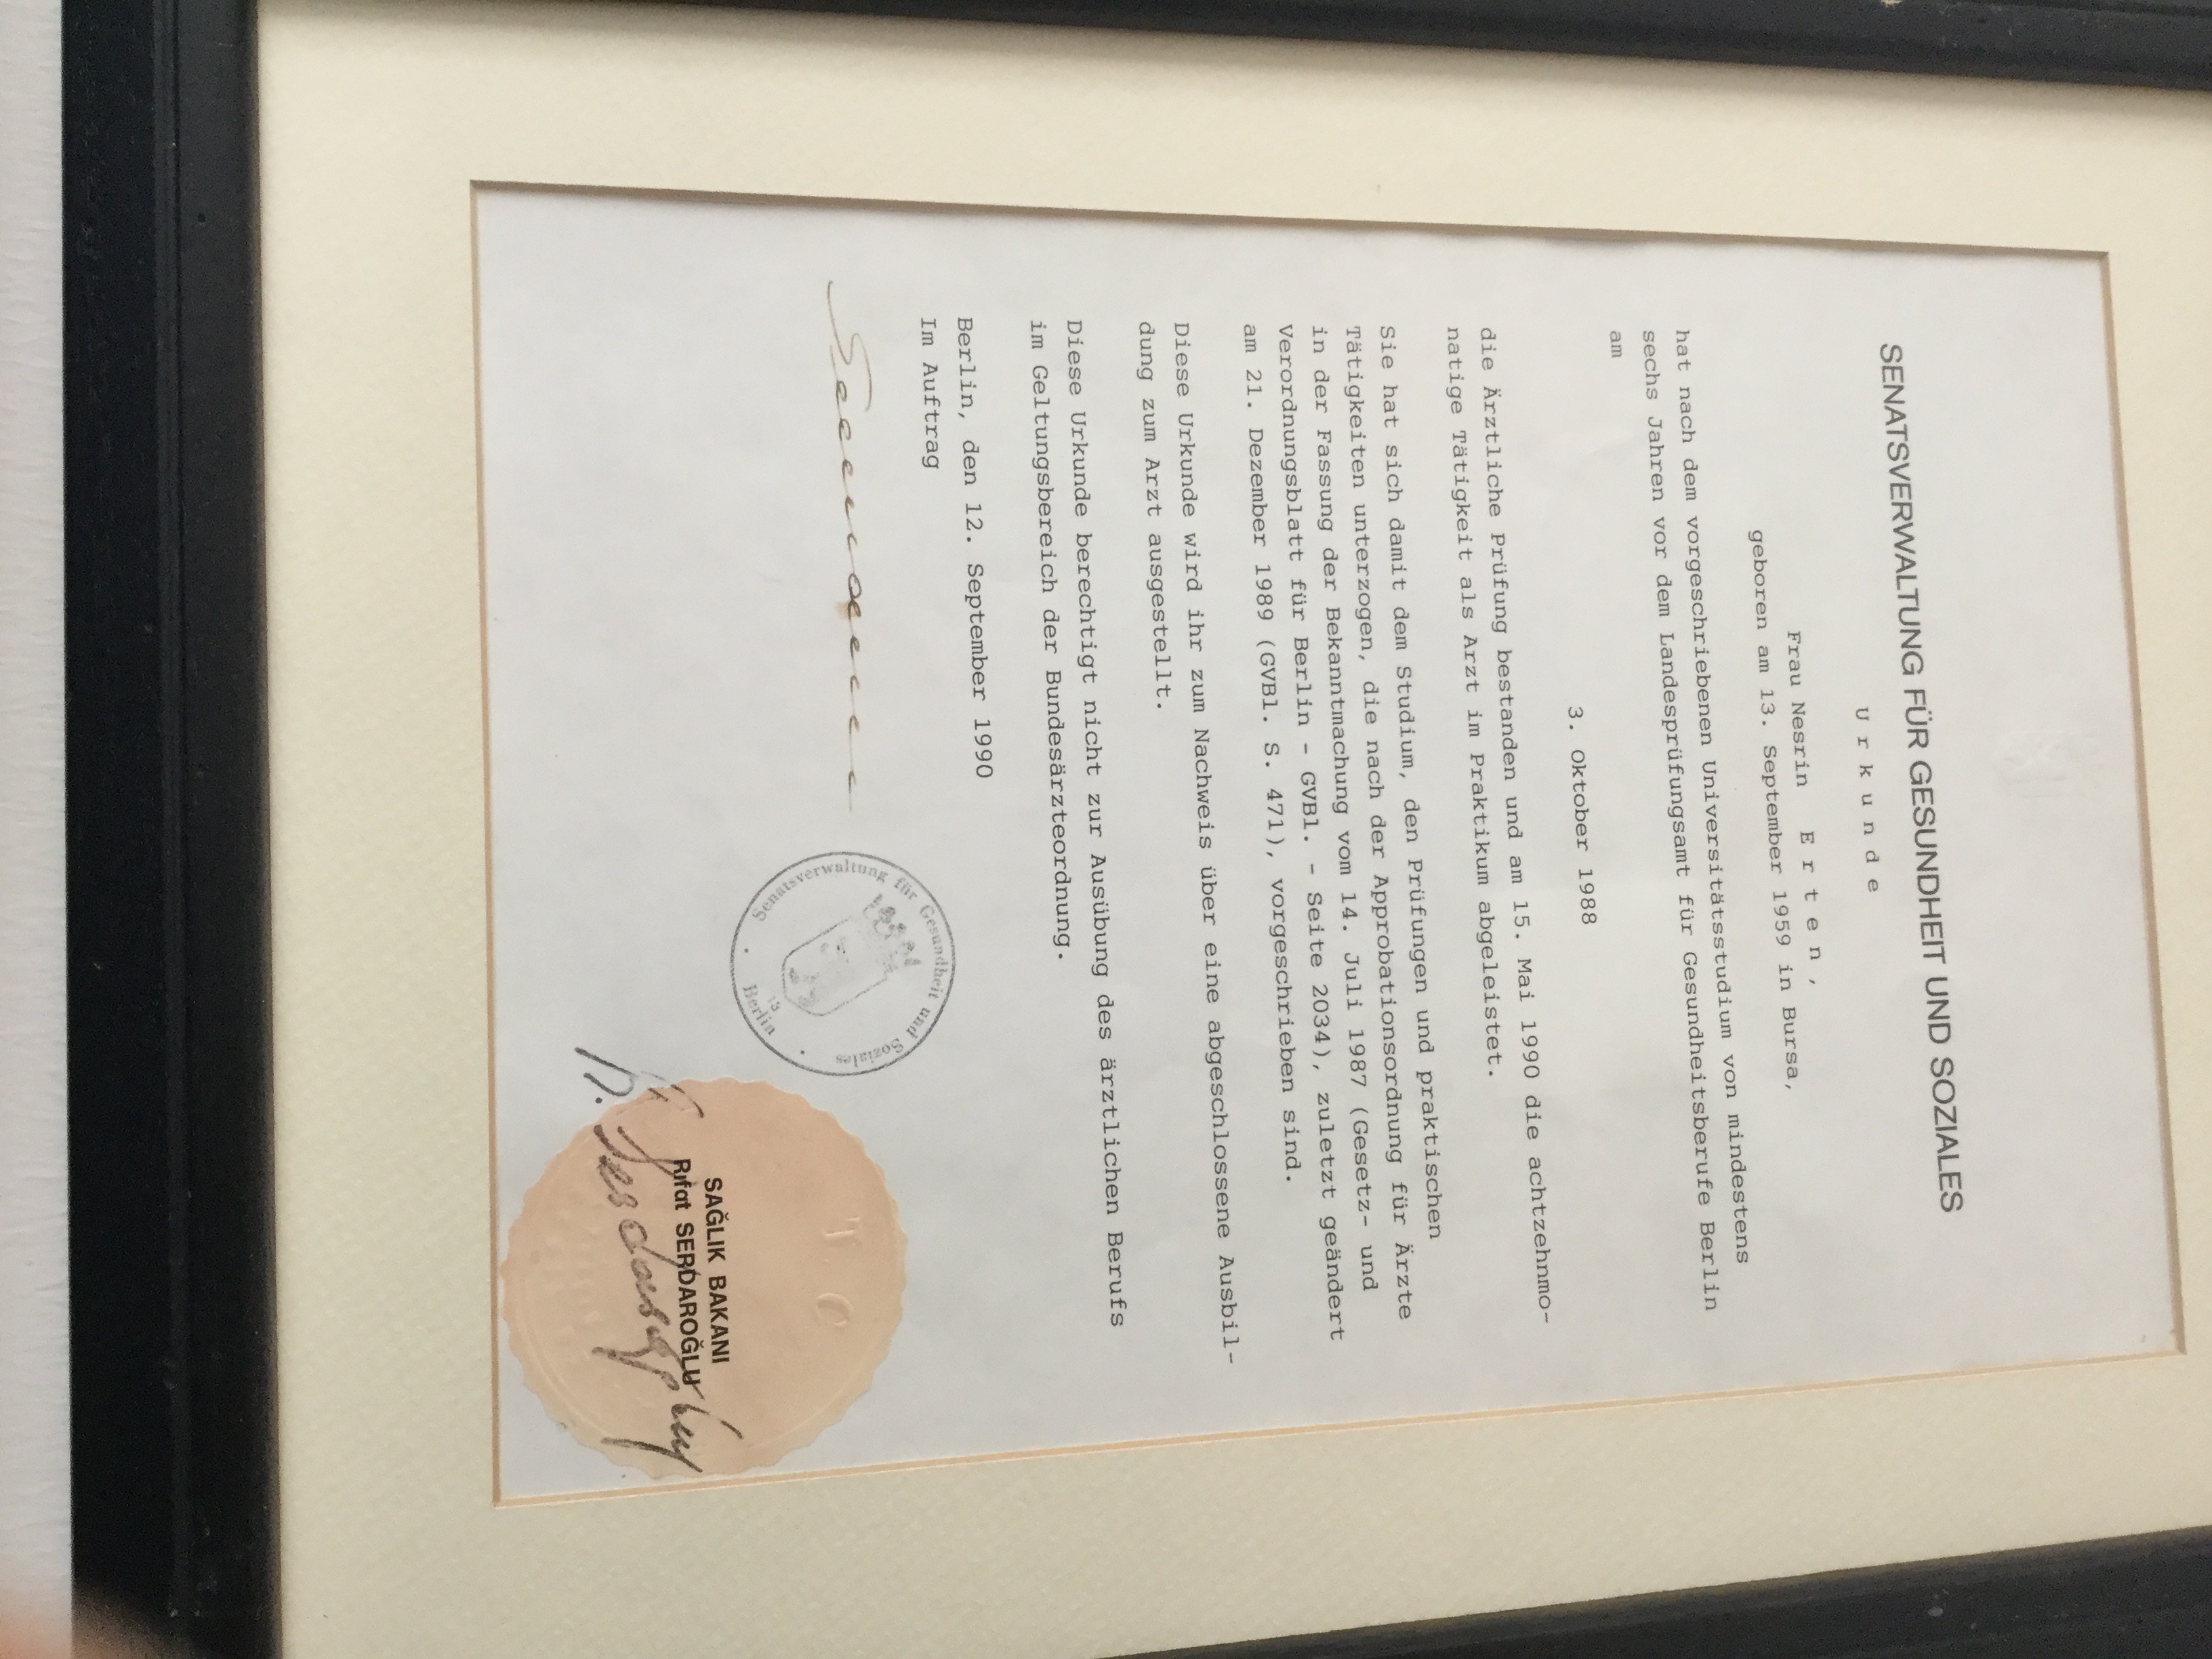 SENATSVERWALTUNG FÜR GESUNDHEIT UND SOZIALES
U r k u n d e
Frau Nesrin E r t e n ,
geboren am 13. September 1959 in Bursa,
hat nach dem vorgeschriebenen Universitätsstudium von mindestens
sechs Jahren vor dem Landesprüfungsamt für Gesundheitsberufe Berlin
am
3. Oktober 1988
die Ärztliche Prüfung bestanden und am 15. Mai 1990 die achtzehnmo-
natige Tätigkeit als Arzt im Praktikum abgeleistet.
Sie hat sich damit dem Studium, den Prüfungen und praktischen
Tätigkeiten unterzogen, die nach der Approbationsordnung für Ärzte
in der Fassung der Bekanntmachung vom 14. Juli 1987 (Gesetz- und
Verordnungsblatt für Berlin - GVBl. - Seite 2034), zuletzt geändert
am 21. Dezember 1989 (GVBl. S. 471), vorgeschrieben sind.
Diese Urkunde wird ihr zum Nachweis über eine abgeschlossene Ausbil-
dung zum Arzt ausgestellt.
Diese Urkunde berechtigt nicht zur Ausübung des ärztlichen Berufs
im Geltungsbereich der Bundesärzteordnung.
Berlin, den 12. September 1990
Im Auftrag
Senatsverwaltung für Gesundheit und Soziales
15
Berlin
T C
SAĞLIK BAKANI
Rıfat SERDAROĞLU